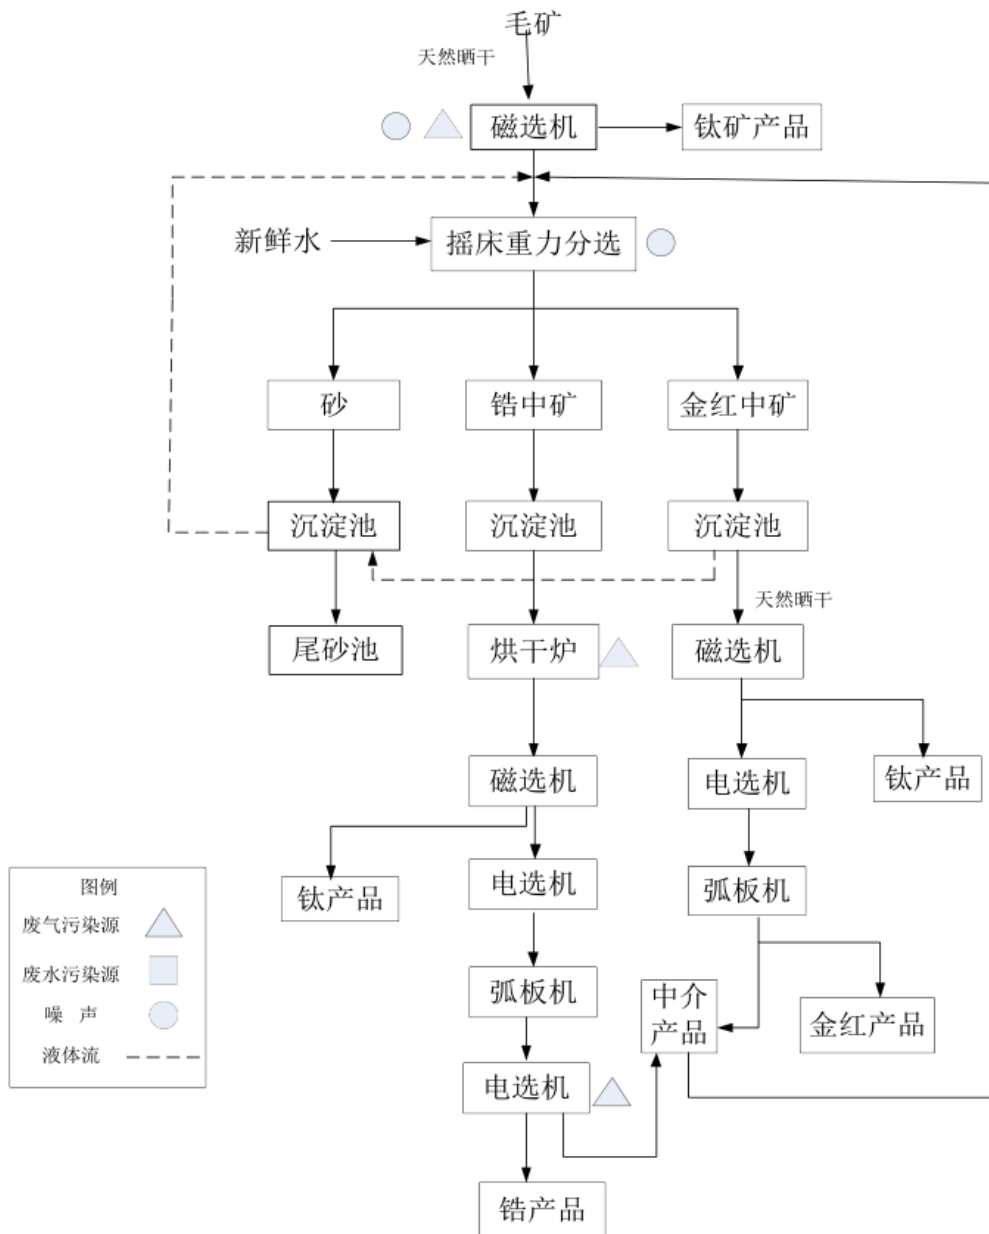 毛矿
天然晒干
磁选机
钛矿产品
新鲜水
摇床重力分选
砂
锆中矿
金红中矿
沉淀池
沉淀池
沉淀池
天然晒干
尾砂池
烘干炉
磁选机
磁选机
电选机
钛产品
钛产品
电选机
弧板机
图例
废气污染源
废水污染源
噪 声
液体流
弧板机
中介
产品
金红产品
电选机
锆产品